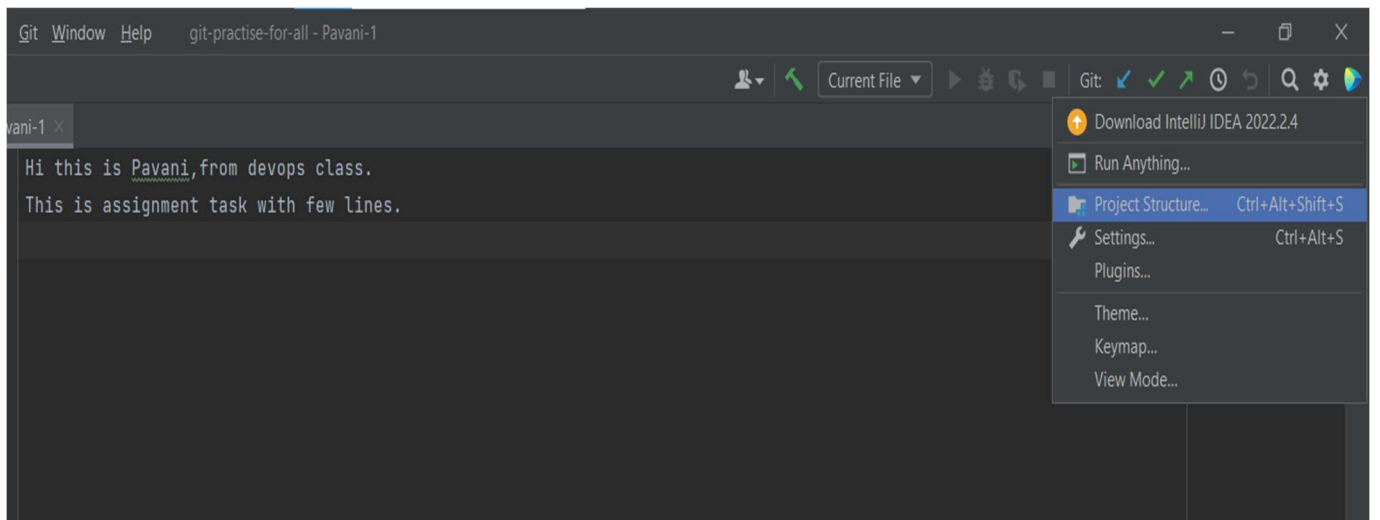 Git Window Help git-practise-for-all - Pavani-1
Current File Git:
vani-1
Hi this is Pavani,from devops class.
This is assignment task with few lines.
Download IntelliJ IDEA 2022.2.4
Run Anything...
Project Structure... Ctrl+Alt+Shift+S
Settings... Ctrl+Alt+S
Plugins...
Theme...
Keymap...
View Mode...